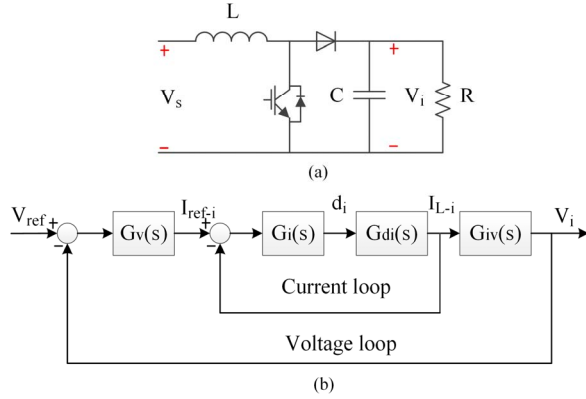 L
+ +
Vs C Vi R
− −
(a)
Vref + − Gv(s) Iref-i + − Gi(s) di Gdi(s) IL-i Giv(s) Vi
Current loop
Voltage loop
(b)